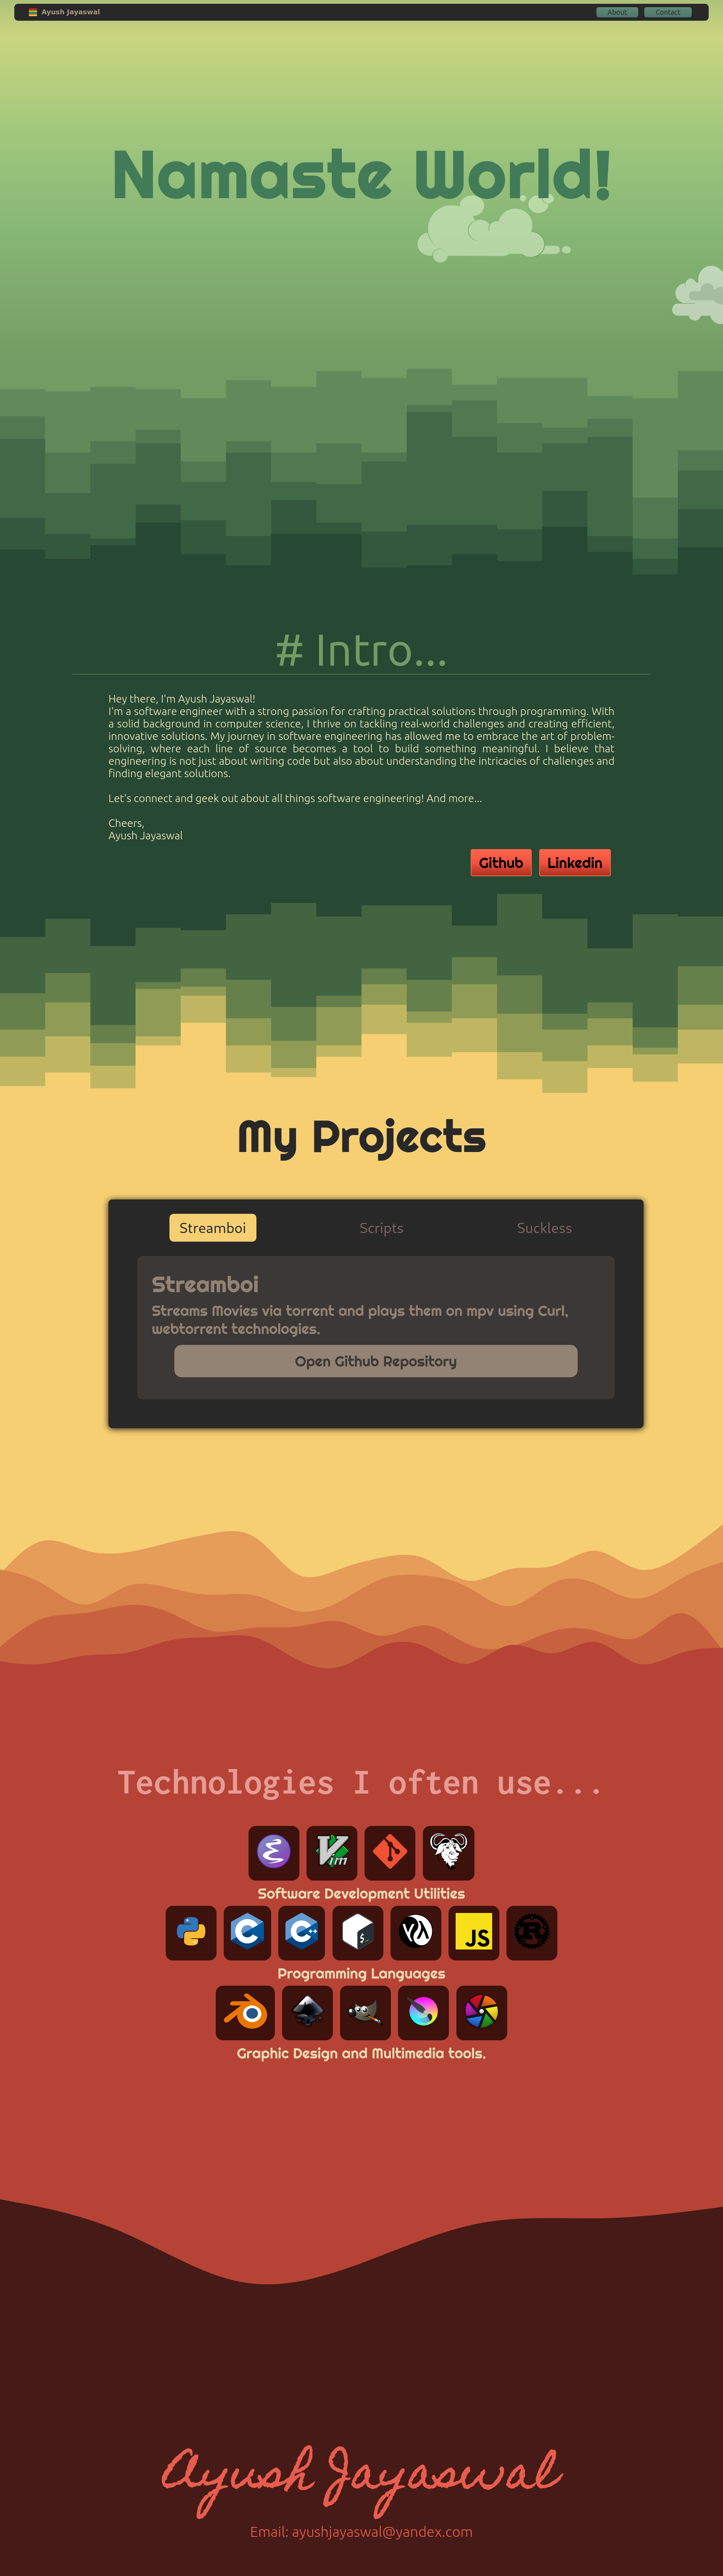 Ayush Jayaswal
About
Contact
Namaste World!
# Intro...
Hey there, I'm Ayush Jayaswal!
I'm a software engineer with a strong passion for crafting practical solutions through programming. With
a solid background in computer science, I thrive on tackling real-world challenges and creating efficient,
innovative solutions. My journey in software engineering has allowed me to embrace the art of problem-
solving, where each line of source becomes a tool to build something meaningful. I believe that
engineering is not just about writing code but also about understanding the intricacies of challenges and
finding elegant solutions.
Let's connect and geek out about all things software engineering! And more...
Cheers,
Ayush Jayaswal
Github
Linkedin
My Projects
Streamboi
Scripts
Suckless
Streamboi
Streams Movies via torrent and plays them on mpv using Curl,
webtorrent technologies.
Open Github Repository
Technologies I often use...
Vim
Software Development Utilities
C
C++
$
JS
R
Programming Languages
Graphic Design and Multimedia tools.
Ayush Jayaswal
Email: ayushjayaswal@yandex.com